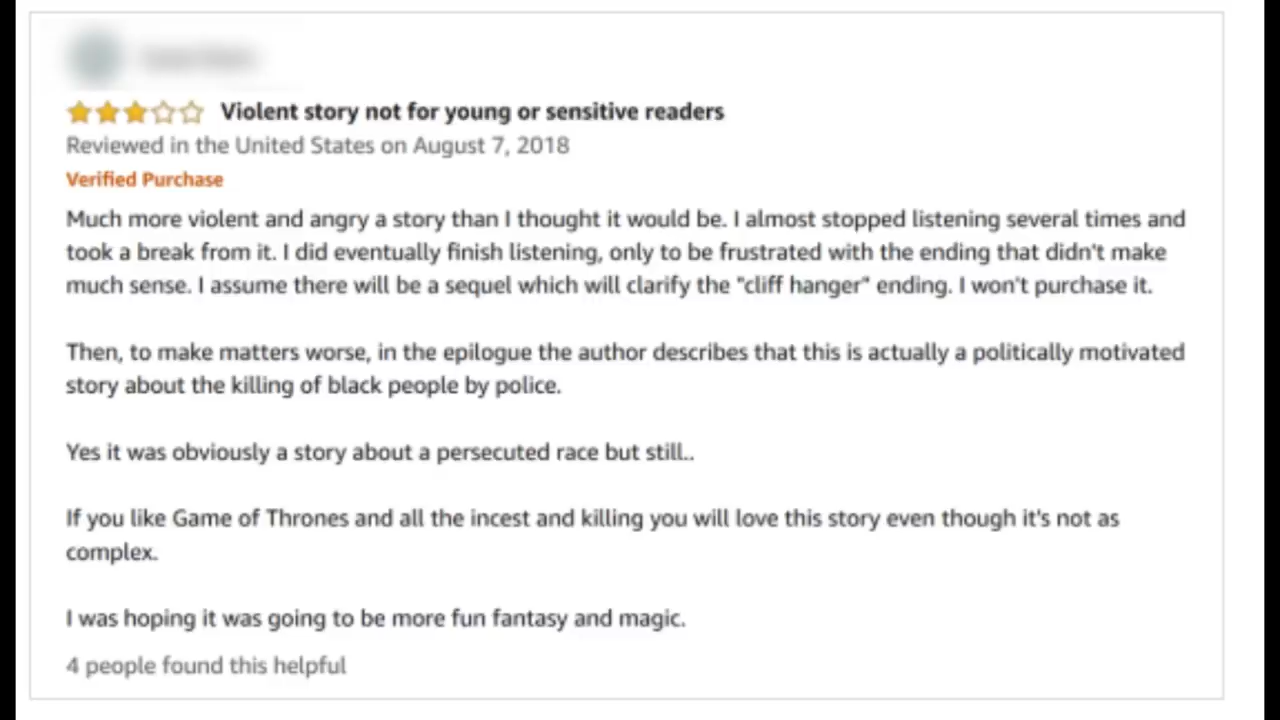 Violent story not for young or sensitive readers
Reviewed in the United States on August 7, 2018
Verified Purchase
Much more violent and angry a story than I thought it would be. I almost stopped listening several times and
took a break from it. I did eventually finish listening, only to be frustrated with the ending that didn't make
much sense. I assume there will be a sequel which will clarify the "cliff hanger" ending. I won't purchase it.
Then, to make matters worse, in the epilogue the author describes that this is actually a politically motivated
story about the killing of black people by police.
Yes it was obviously a story about a persecuted race but still..
If you like Game of Thrones and all the incest and killing you will love this story even though it's not as
complex.
I was hoping it was going to be more fun fantasy and magic.
4 people found this helpful